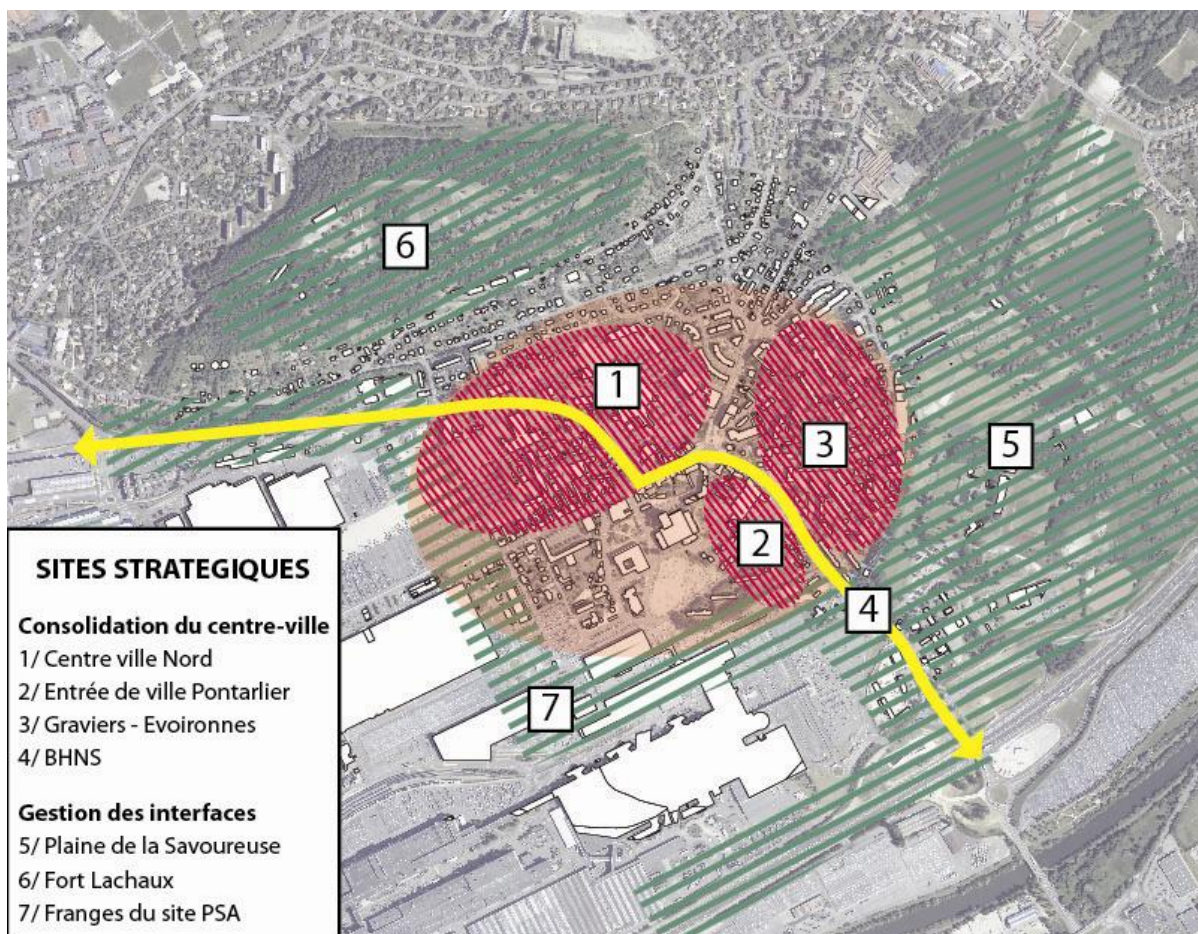 6
1
3
5
2
4
7
SITES STRATEGIQUES
Consolidation du centre-ville
1/ Centre ville Nord
2/ Entrée de ville Pontarlier
3/ Graviers - Evoironnes
4/ BHNS
Gestion des interfaces
5/ Plaine de la Savoureuse
6/ Fort Lachaux
7/ Franges du site PSA